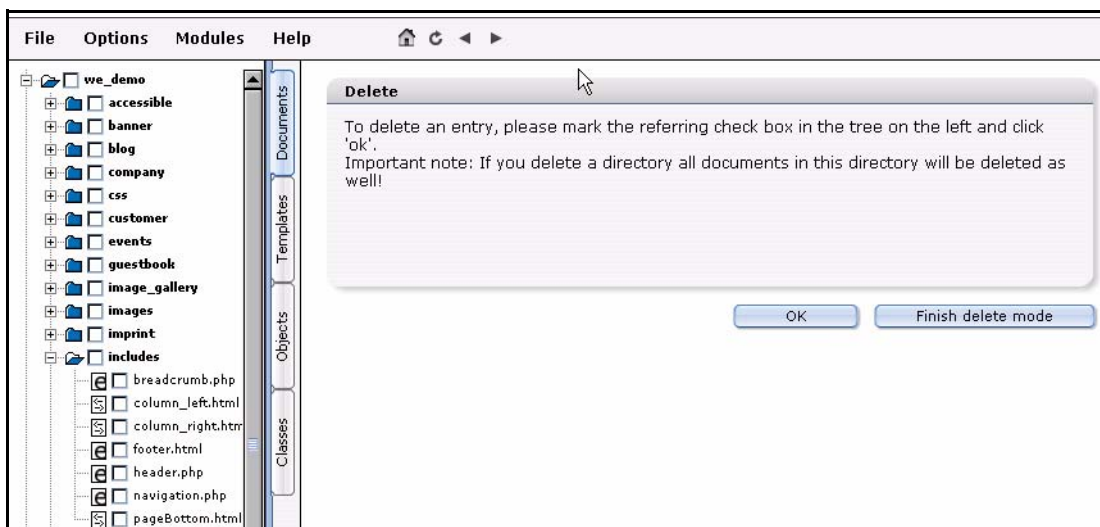 File Options Modules Help
we_demo
accessible
banner
blog
company
css
customer
events
guestbook
image_gallery
images
imprint
includes
breadcrumb.php
column_left.html
column_right.htm
footer.html
header.php
navigation.php
pageBottom.html
Documents
Templates
Objects
Classes
Delete
To delete an entry, please mark the referring check box in the tree on the left and click
'ok'.
Important note: If you delete a directory all documents in this directory will be deleted as
well!
OK
Finish delete mode